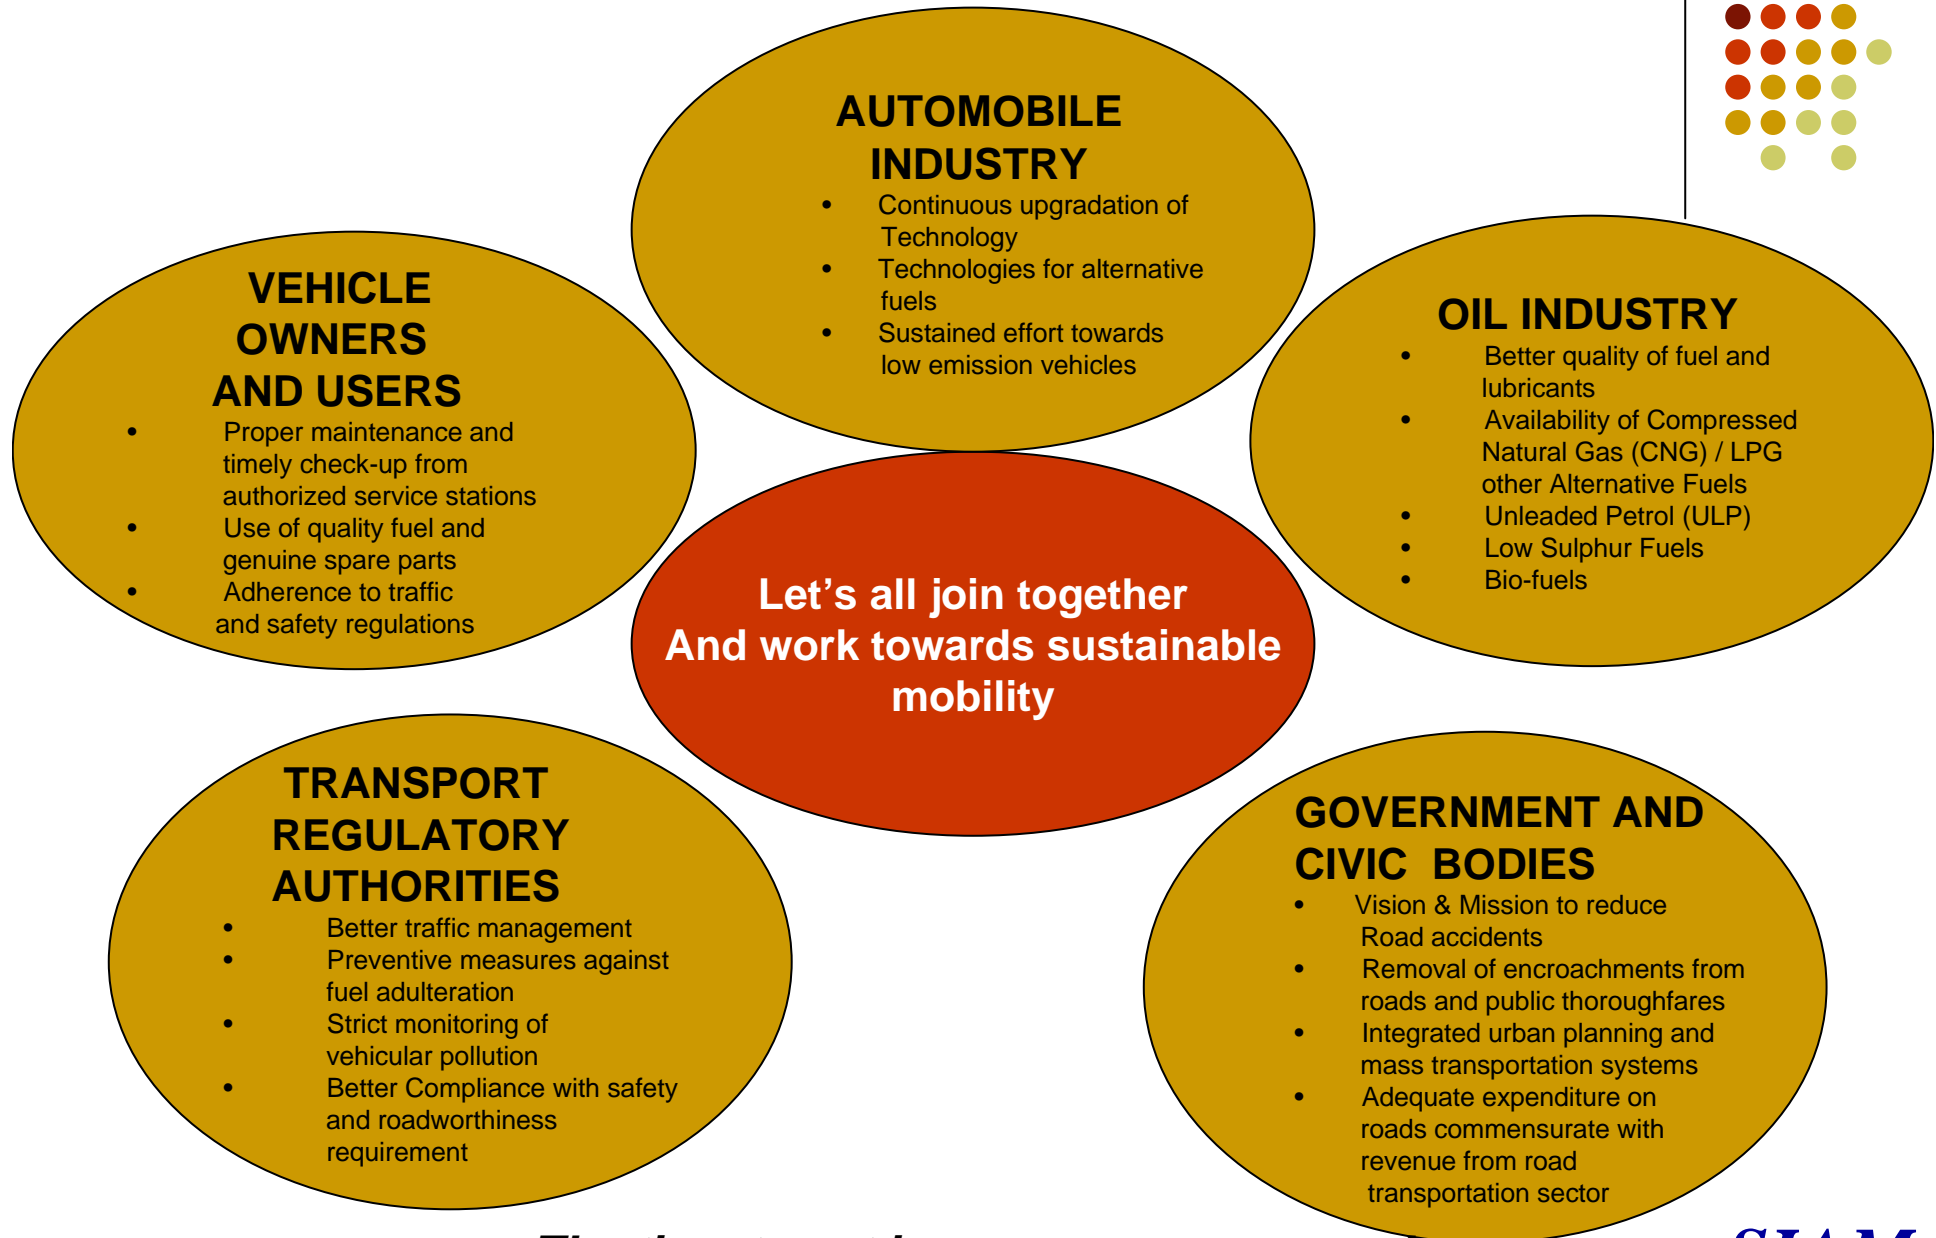 AUTOMOBILE
INDUSTRY
• Continuous upgradation of
Technology
• Technologies for alternative
fuels
• Sustained effort towards
low emission vehicles
VEHICLE
OWNERS
AND USERS
• Proper maintenance and
timely check-up from
authorized service stations
• Use of quality fuel and
genuine spare parts
• Adherence to traffic
and safety regulations
OIL INDUSTRY
• Better quality of fuel and
lubricants
• Availability of Compressed
Natural Gas (CNG) / LPG
other Alternative Fuels
• Unleaded Petrol (ULP)
• Low Sulphur Fuels
• Bio-fuels
Let's all join together
And work towards sustainable
mobility
TRANSPORT
REGULATORY
AUTHORITIES
• Better traffic management
• Preventive measures against
fuel adulteration
• Strict monitoring of
vehicular pollution
• Better Compliance with safety
and roadworthiness
requirement
GOVERNMENT AND
CIVIC BODIES
• Vision & Mission to reduce
Road accidents
• Removal of encroachments from
roads and public thoroughfares
• Integrated urban planning and
mass transportation systems
• Adequate expenditure on
roads commensurate with
revenue from road
transportation sector
SIAM